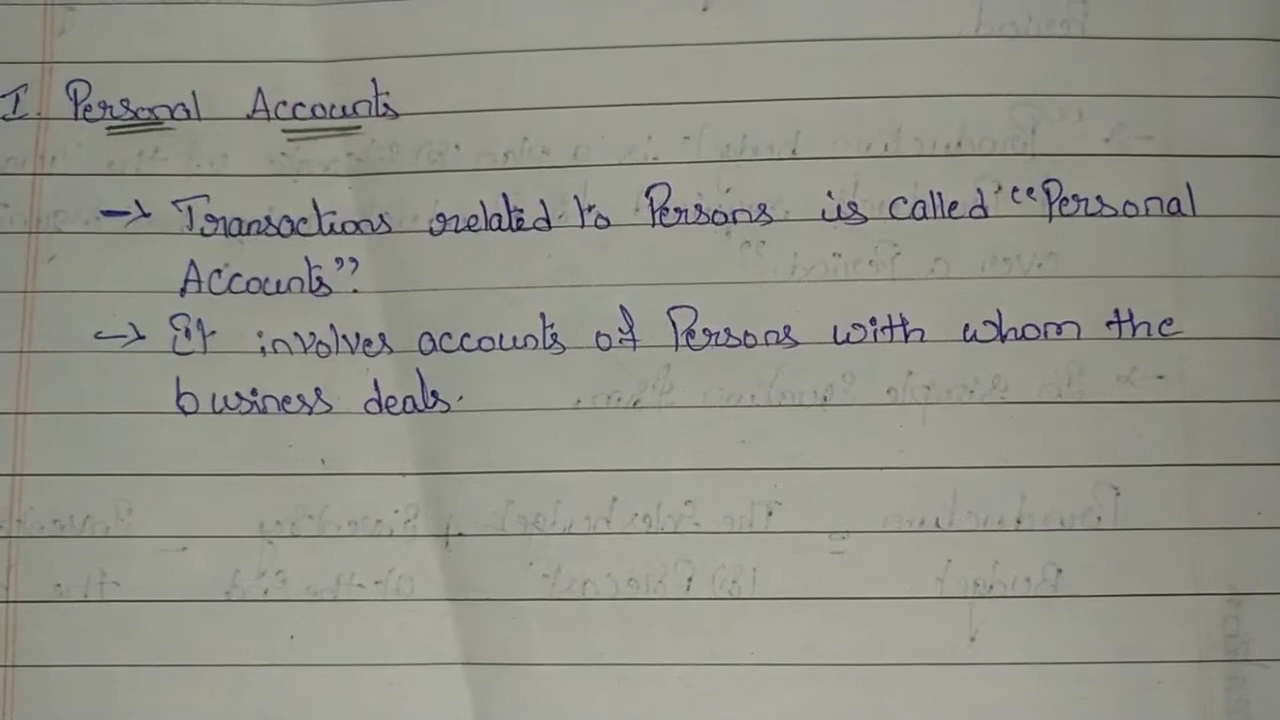 I. Personal Accounts
→ Transactions related to Persons is called "Personal
Accounts"
→ It involves accounts of Persons with whom the
business deals.